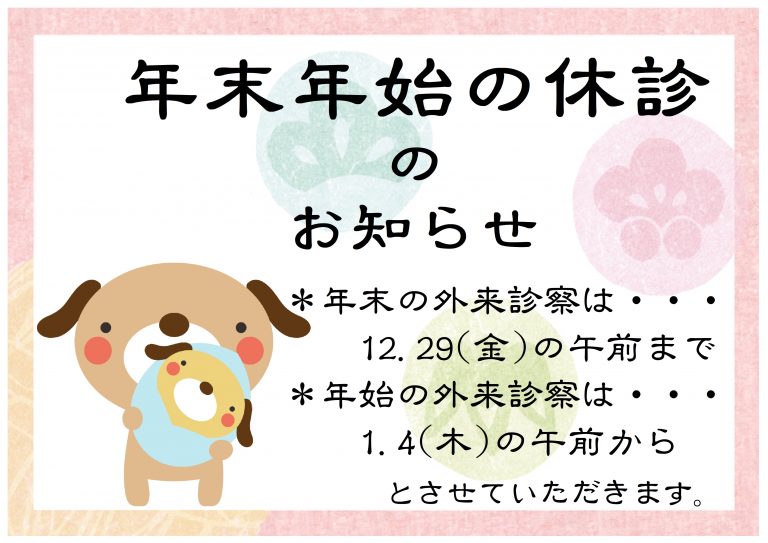 年末年始の休診
の
お知らせ
＊年末の外来診察は・・・
12.29(金)の午前まで
＊年始の外来診察は・・・
1.4(木)の午前から
とさせていただきます。